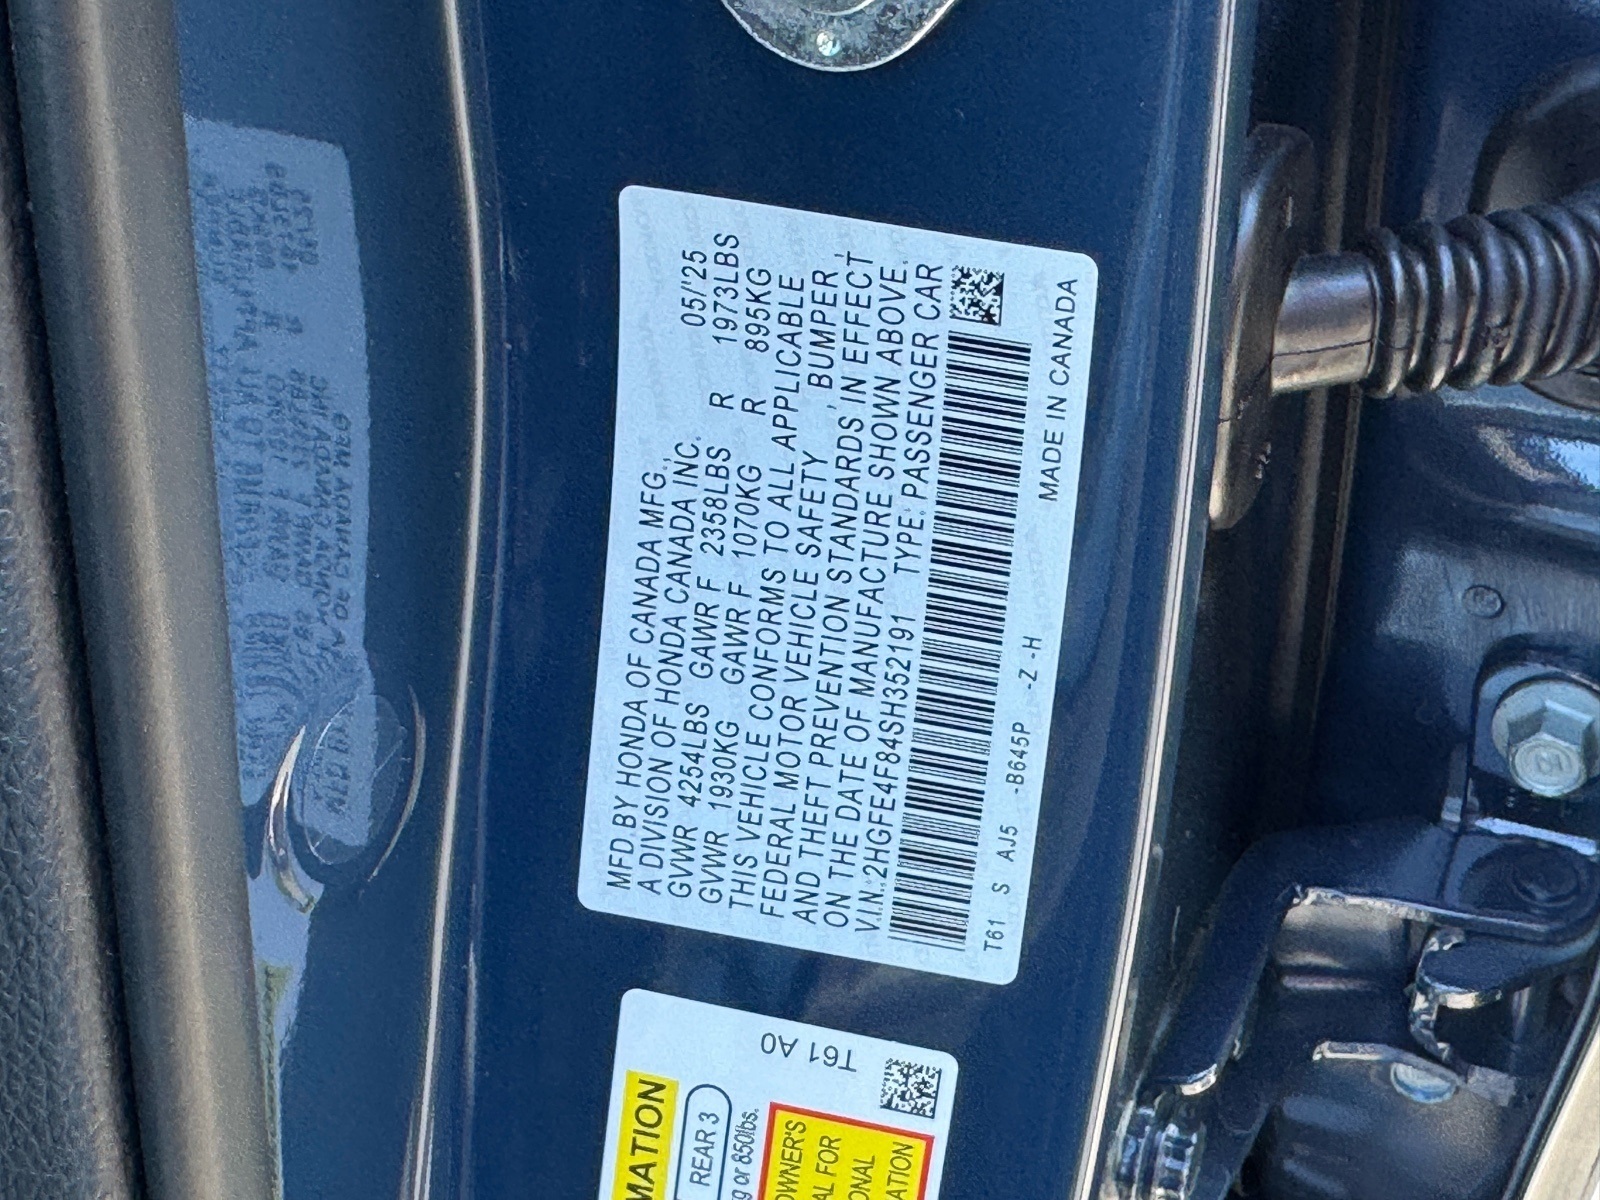 MFD.BY HONDA OF CANADA MFG.,
A DIVISION OF HONDA CANADA INC. 05/'25
GVWR 4254LBS GAWR F 2358LBS R 1973LBS
GVWR 1930KG GAWR F 1070KG R 895KG
THIS VEHICLE CONFORMS TO ALL APPLICABLE
FEDERAL MOTOR VEHICLE SAFETY, BUMPER,
AND THEFT PREVENTION STANDARDS IN EFFECT
ON THE DATE OF MANUFACTURE SHOWN ABOVE.
V.I.N.:2HGFE4F84SH352191 TYPE: PASSENGER CAR
T61 S AJ5 -B645P -Z -H MADE IN CANADA
T61 A0
MATION
REAR 3
or 850lbs.
OWNER'S
AL FOR
ONAL
ATION